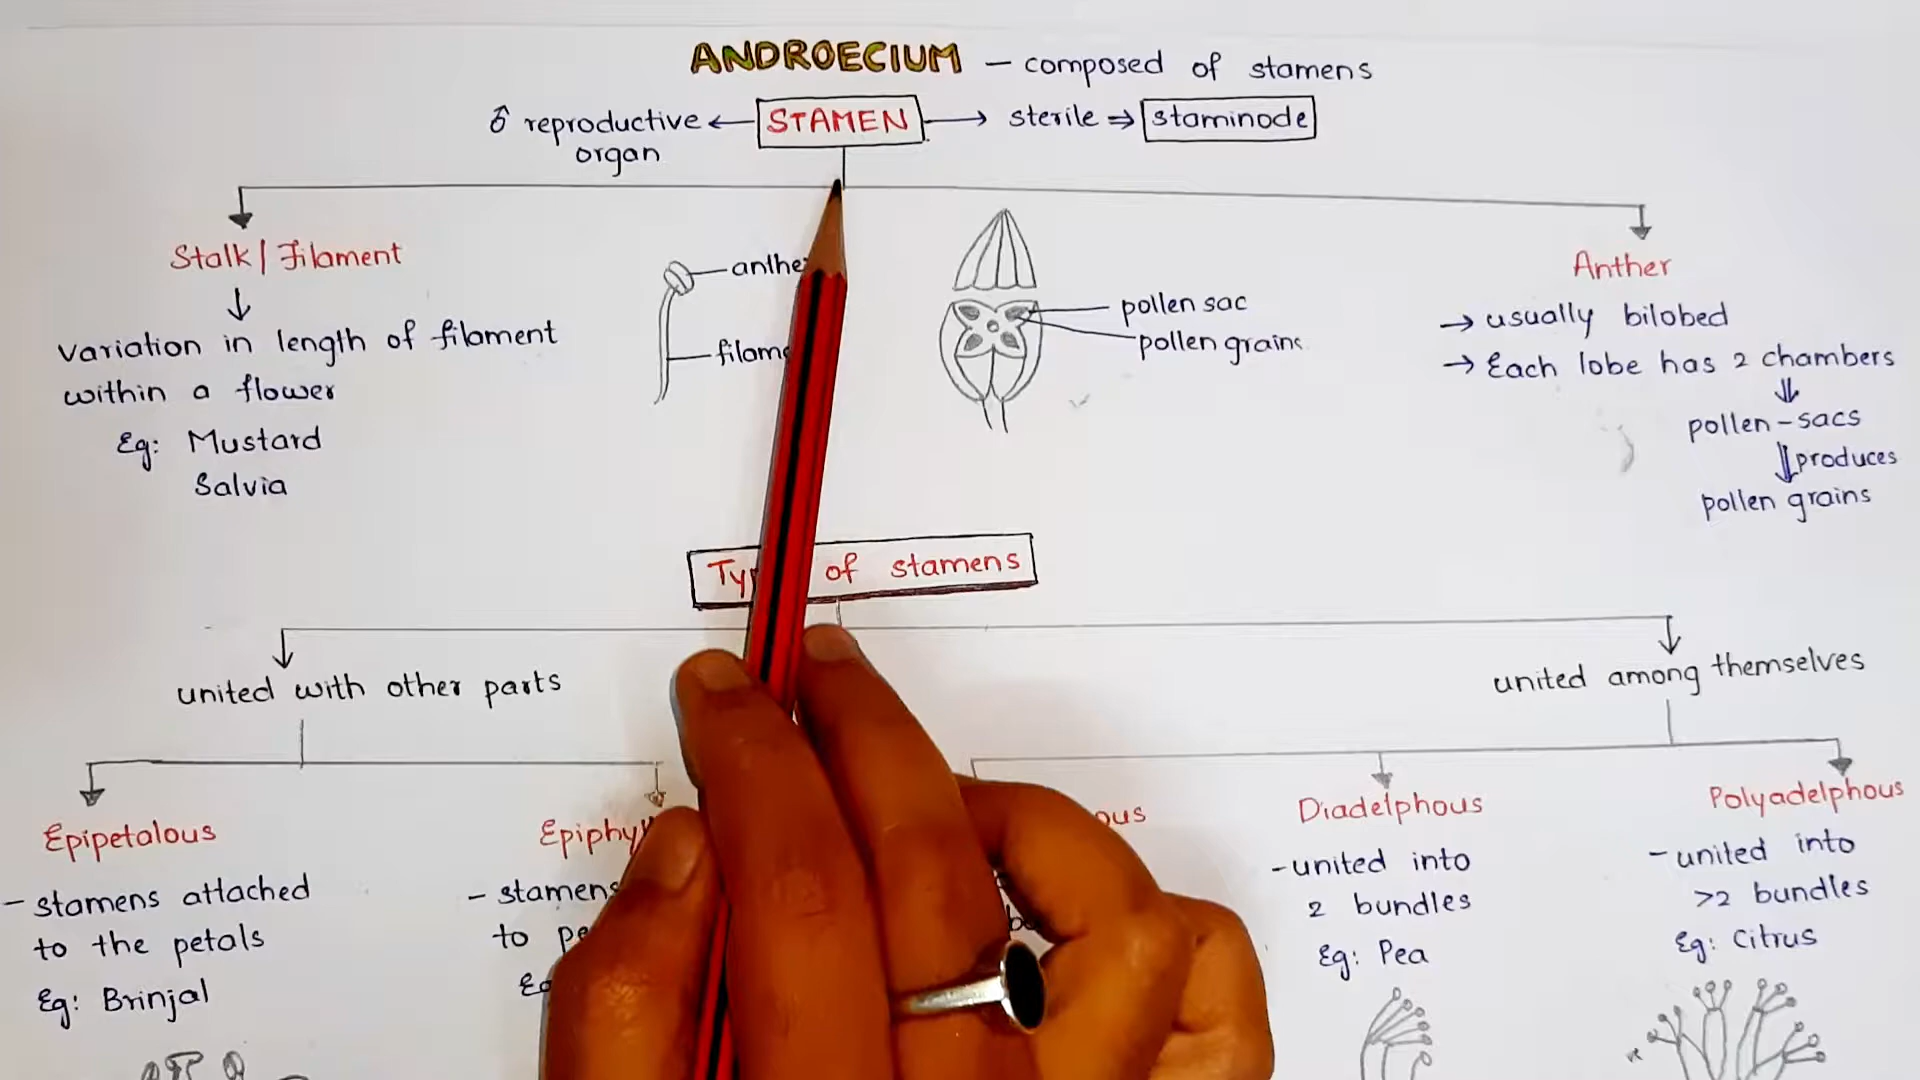 ANDROECIUM – composed of stamens
♂ reproductive ← STAMEN → sterile ⇒ staminode
organ
Stalk / Filament
Variation in length of filament
within a flower
Eg: Mustard
Salvia
pollen sac
Anther
→ usually bilobed
→ Each lobe has 2 chambers
pollen-sacs
produces
pollen grains
of stamens
united with other parts
united among themselves
Epipetalous
- stamens attached
to the petals
Eg: Brinjal
- stamens
to
Diadelphous
- united into
2 bundles
Eg: Pea
Polyadelphous
- united into
>2 bundles
Eg: Citrus